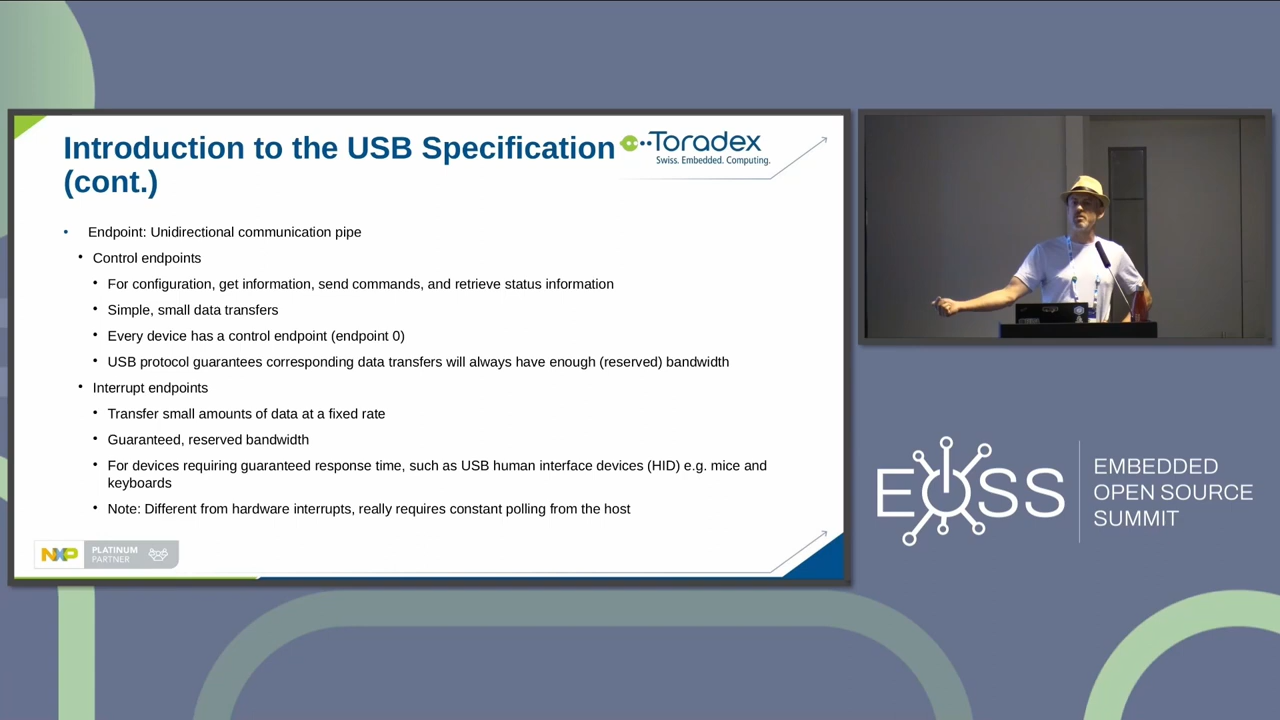 Introduction to the USB Specification
(cont.)
Toradex
Swiss. Embedded. Computing.
• Endpoint: Unidirectional communication pipe
• Control endpoints
• For configuration, get information, send commands, and retrieve status information
• Simple, small data transfers
• Every device has a control endpoint (endpoint 0)
• USB protocol guarantees corresponding data transfers will always have enough (reserved) bandwidth
• Interrupt endpoints
• Transfer small amounts of data at a fixed rate
• Guaranteed, reserved bandwidth
• For devices requiring guaranteed response time, such as USB human interface devices (HID) e.g. mice and
keyboards
• Note: Different from hardware interrupts, really requires constant polling from the host
NXP
PLATINUM
PARTNER
EOSS
EMBEDDED
OPEN SOURCE
SUMMIT